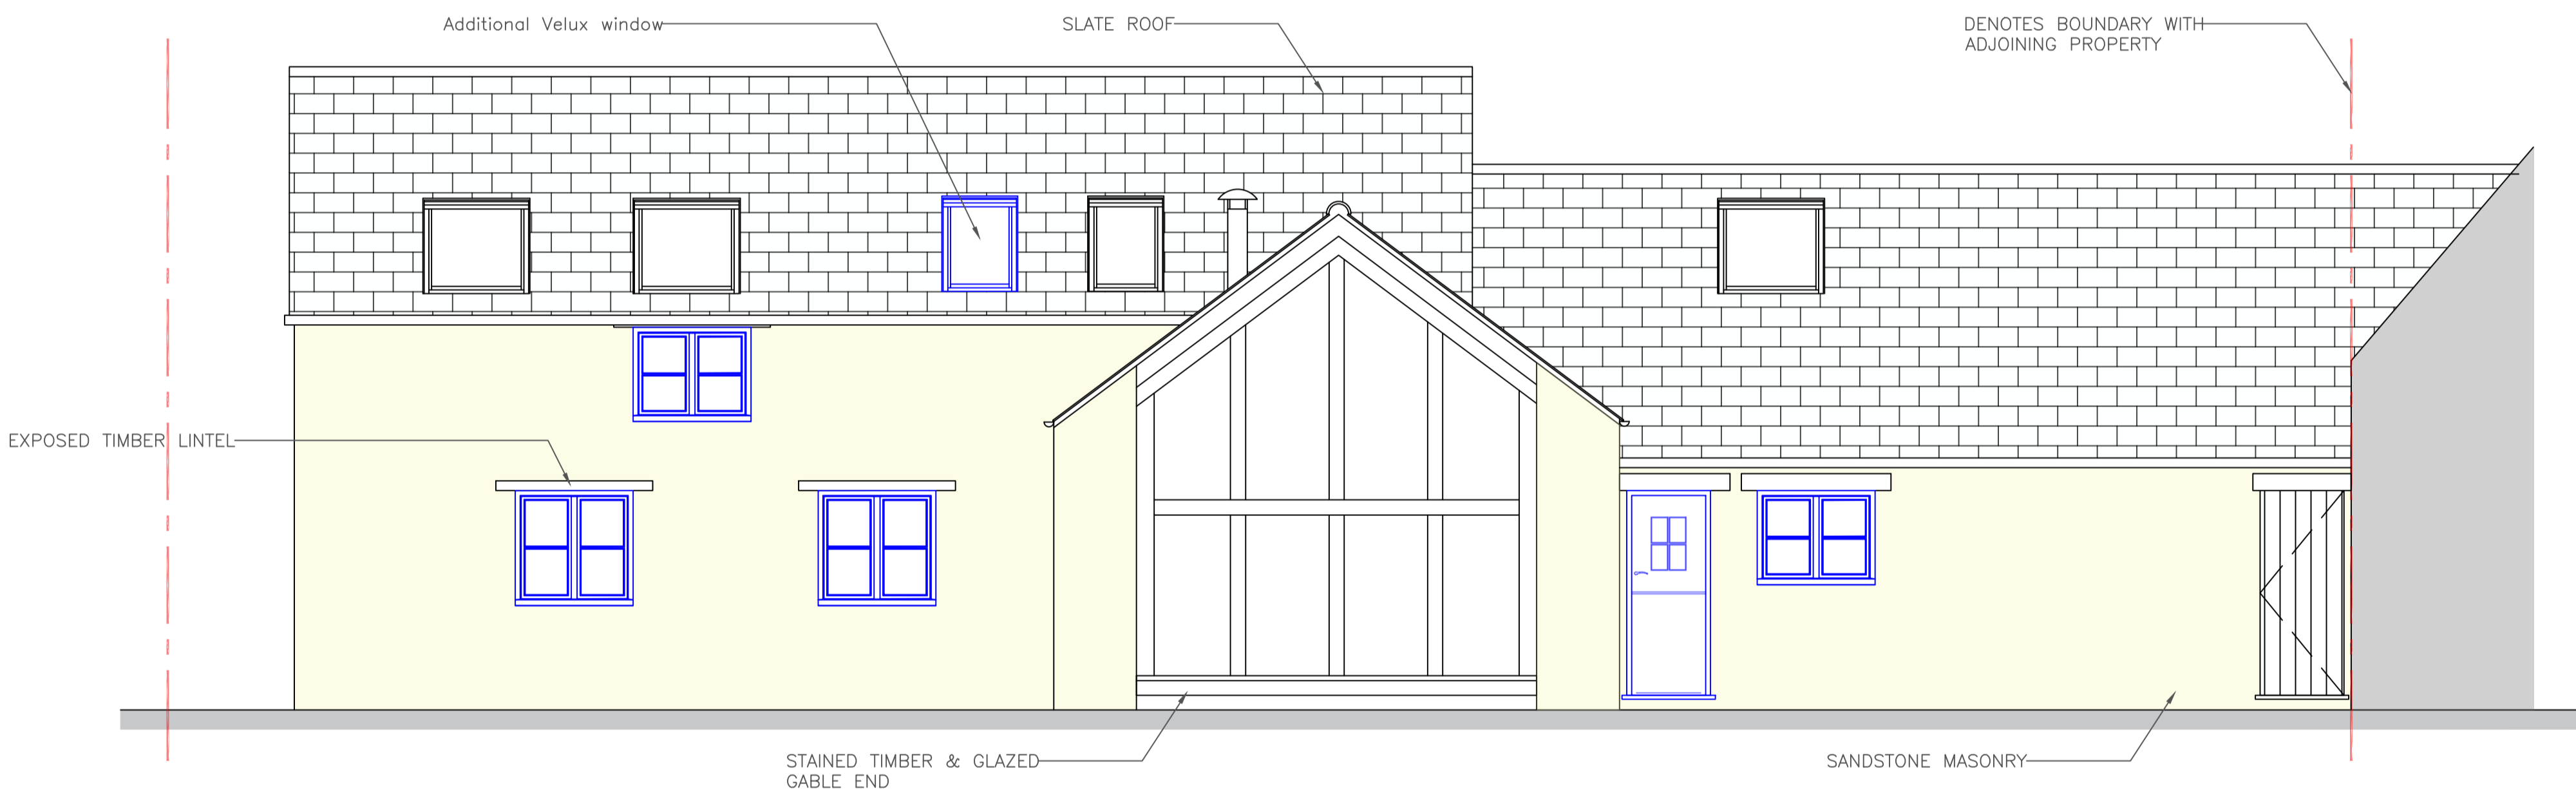 Additional Velux window
SLATE ROOF
DENOTES BOUNDARY WITH
ADJOINING PROPERTY
EXPOSED TIMBER LINTEL
STAINED TIMBER & GLAZED
GABLE END
SANDSTONE MASONRY